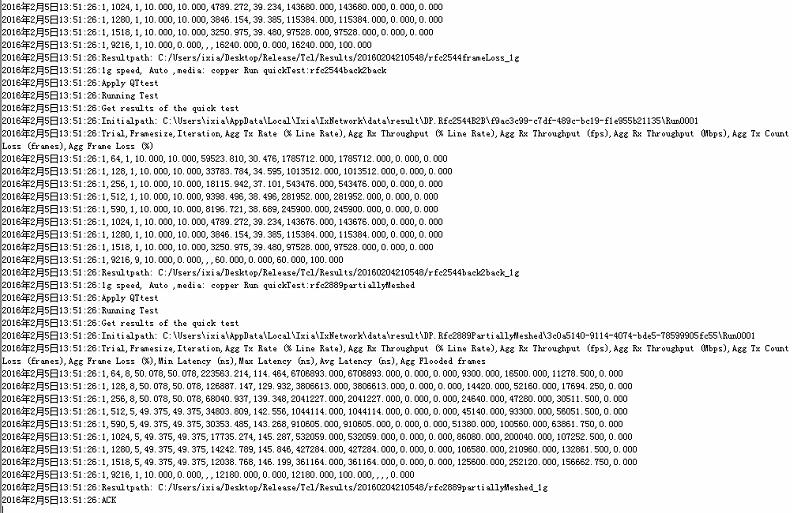 2016年2月5日13:51:26:1,1024,1,10.000,10.000,4789.272,39.234,143680.000,143680.000,0.000,0.000
2016年2月5日13:51:26:1,1280,1,10.000,10.000,3846.154,39.385,115384.000,115384.000,0.000,0.000
2016年2月5日13:51:26:1,1518,1,10.000,10.000,3250.975,39.480,97528.000,97528.000,0.000,0.000
2016年2月5日13:51:26:1,9216,1,10.000,0.000,,,16240.000,0.000,16240.000,100.000
2016年2月5日13:51:26:Resultpath: C:/Users/ixia/Desktop/Release/Tcl/Results/20160204210548/rfc2544frameLoss_1g
2016年2月5日13:51:26:1g speed, Auto ,media: copper Run quickTest:rfc2544back2back
2016年2月5日13:51:26:Apply QTtest
2016年2月5日13:51:26:Running Test
2016年2月5日13:51:26:Get results of the quick test
2016年2月5日13:51:26:Initialpath: C:\Users\ixia\AppData\Local\Ixia\IxNetwork\data\result\DP.Rfc2544B2B\f9ac3c99-c7df-489c-bc19-f1e955b21135\Run0001
2016年2月5日13:51:26:Trial,Framesize,Iteration,Agg Tx Rate (% Line Rate),Agg Rx Throughput (% Line Rate),Agg Rx Throughput (fps),Agg Rx Throughput (Mbps),Agg Tx Count
Loss (frames),Agg Frame Loss (%)
2016年2月5日13:51:26:1,64,1,10.000,10.000,59523.810,30.476,1785712.000,1785712.000,0.000,0.000
2016年2月5日13:51:26:1,128,1,10.000,10.000,33783.784,34.595,1013512.000,1013512.000,0.000,0.000
2016年2月5日13:51:26:1,256,1,10.000,10.000,18115.942,37.101,543476.000,543476.000,0.000,0.000
2016年2月5日13:51:26:1,512,1,10.000,10.000,9398.496,38.496,281952.000,281952.000,0.000,0.000
2016年2月5日13:51:26:1,590,1,10.000,10.000,8196.721,38.689,245900.000,245900.000,0.000,0.000
2016年2月5日13:51:26:1,1024,1,10.000,10.000,4789.272,39.234,143676.000,143676.000,0.000,0.000
2016年2月5日13:51:26:1,1280,1,10.000,10.000,3846.154,39.385,115384.000,115384.000,0.000,0.000
2016年2月5日13:51:26:1,1518,1,10.000,10.000,3250.975,39.480,97528.000,97528.000,0.000,0.000
2016年2月5日13:51:26:1,9216,9,10.000,0.000,,,60.000,0.000,60.000,100.000
2016年2月5日13:51:26:Resultpath: C:/Users/ixia/Desktop/Release/Tcl/Results/20160204210548/rfc2544back2back_1g
2016年2月5日13:51:26:1g speed, Auto ,media: copper Run quickTest:rfc2889partiallyMeshed
2016年2月5日13:51:26:Apply QTtest
2016年2月5日13:51:26:Running Test
2016年2月5日13:51:26:Get results of the quick test
2016年2月5日13:51:26:Initialpath: C:\Users\ixia\AppData\Local\Ixia\IxNetwork\data\result\DP.Rfc2889PartiallyMeshed\3c0a5140-9114-4074-bde5-78599905fc55\Run0001
2016年2月5日13:51:26:Trial,Framesize,Iteration,Agg Tx Rate (% Line Rate),Agg Rx Throughput (% Line Rate),Agg Rx Throughput (fps),Agg Rx Throughput (Mbps),Agg Tx Count
Loss (frames),Agg Frame Loss (%),Min Latency (ns),Max Latency (ns),Avg Latency (ns),Agg Flooded frames
2016年2月5日13:51:26:1,64,8,50.078,50.078,223563.214,114.464,6706893.000,6706893.000,0.000,0.000,9300.000,16500.000,11278.500,0.000
2016年2月5日13:51:26:1,128,8,50.078,50.078,126887.147,129.932,3806613.000,3806613.000,0.000,0.000,14420.000,52160.000,17694.250,0.000
2016年2月5日13:51:26:1,256,8,50.078,50.078,68040.937,139.348,2041227.000,2041227.000,0.000,0.000,24640.000,47280.000,30511.500,0.000
2016年2月5日13:51:26:1,512,5,49.375,49.375,34803.809,142.556,1044114.000,1044114.000,0.000,0.000,45140.000,93300.000,56051.500,0.000
2016年2月5日13:51:26:1,590,5,49.375,49.375,30353.485,143.268,910605.000,910605.000,0.000,0.000,51380.000,100560.000,63861.750,0.000
2016年2月5日13:51:26:1,1024,5,49.375,49.375,17735.274,145.287,532059.000,532059.000,0.000,0.000,86080.000,200040.000,107252.500,0.000
2016年2月5日13:51:26:1,1280,5,49.375,49.375,14242.789,145.846,427284.000,427284.000,0.000,0.000,106580.000,210960.000,132861.500,0.000
2016年2月5日13:51:26:1,1518,5,49.375,49.375,12038.768,146.199,361164.000,361164.000,0.000,0.000,125600.000,252120.000,156662.750,0.000
2016年2月5日13:51:26:1,9216,1,10.000,0.000,,,12180.000,0.000,12180.000,100.000,,,,0.000
2016年2月5日13:51:26:Resultpath: C:/Users/ixia/Desktop/Release/Tcl/Results/20160204210548/rfc2889partiallyMeshed_1g
2016年2月5日13:51:26:ACK